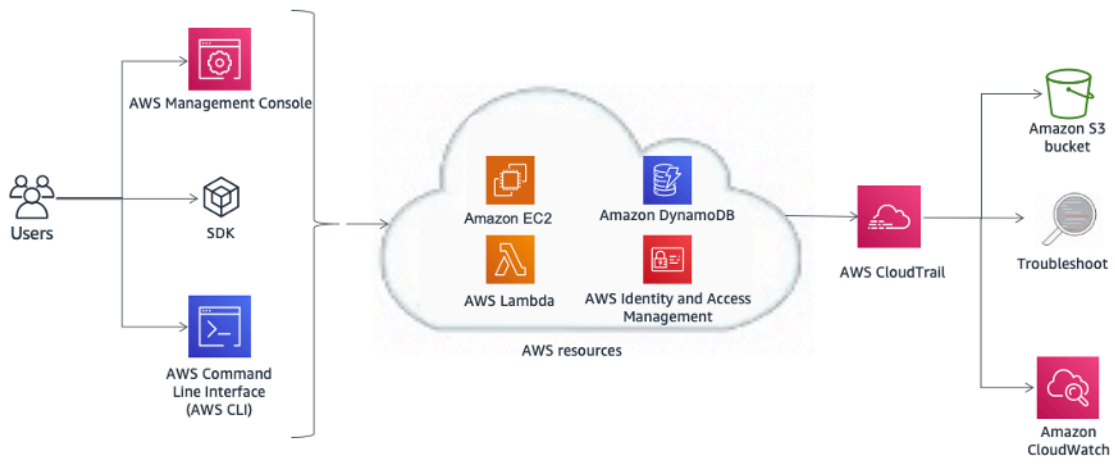 Users
AWS Management Console
SDK
AWS Command
Line Interface
(AWS CLI)
Amazon EC2
Amazon DynamoDB
AWS Lambda
AWS Identity and Access
Management
AWS resources
AWS CloudTrail
Amazon S3
bucket
Troubleshoot
Amazon
CloudWatch